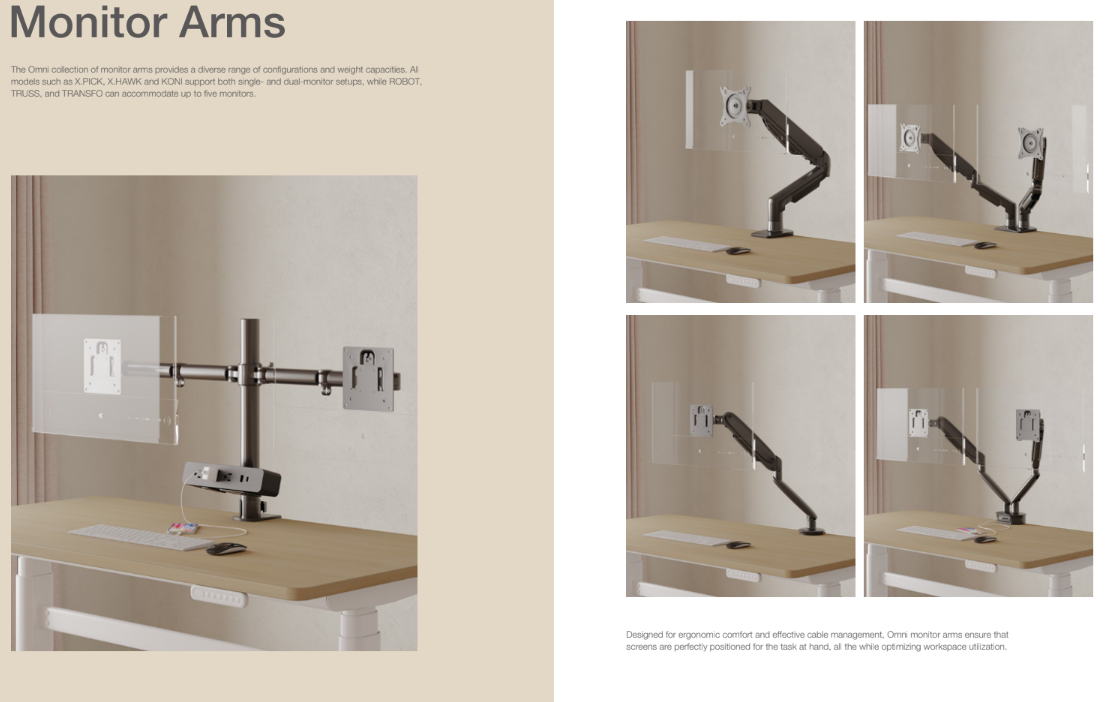 Monitor Arms
The Omni collection of monitor arms provides a diverse range of configurations and weight capacities. All
models such as X.PICK, X.HAWK and KONI support both single- and dual-monitor setups, while ROBOT,
TRUSS, and TRANSFO can accommodate up to five monitors.
Designed for ergonomic comfort and effective cable management, Omni monitor arms ensure that
screens are perfectly positioned for the task at hand, all the while optimizing workspace utilization.